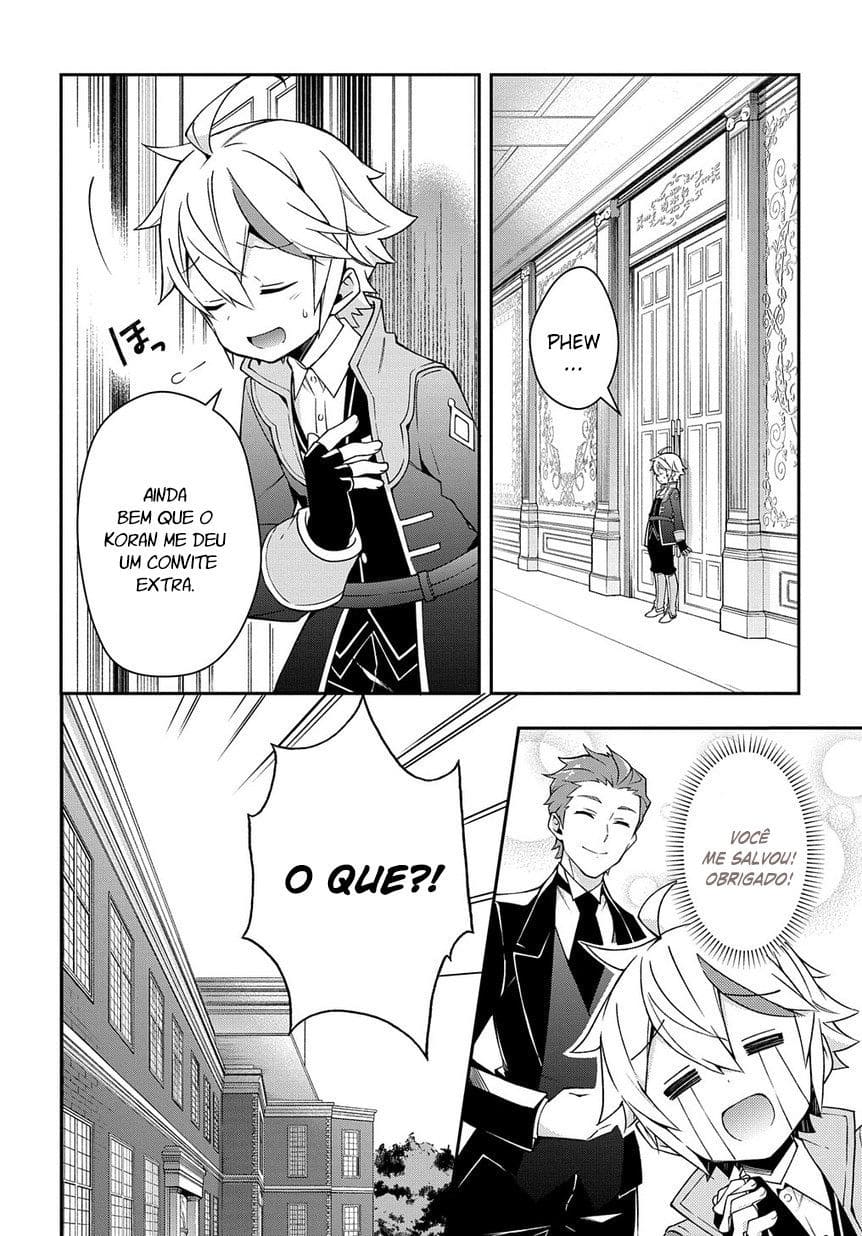 PHEW
...
ほっ
AINDA
BEM QUE O
KORAN ME DEU
UM CONVITE
EXTRA.
VOCÊ
ME SALVOU!
OBRIGADO!
O QUE?!